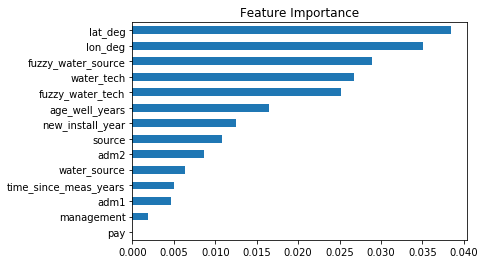 Feature Importance
lat_deg
lon_deg
fuzzy_water_source
water_tech
fuzzy_water_tech
age_well_years
new_install_year
source
adm2
water_source
time_since_meas_years
adm1
management
pay
0.000 0.005 0.010 0.015 0.020 0.025 0.030 0.035 0.040